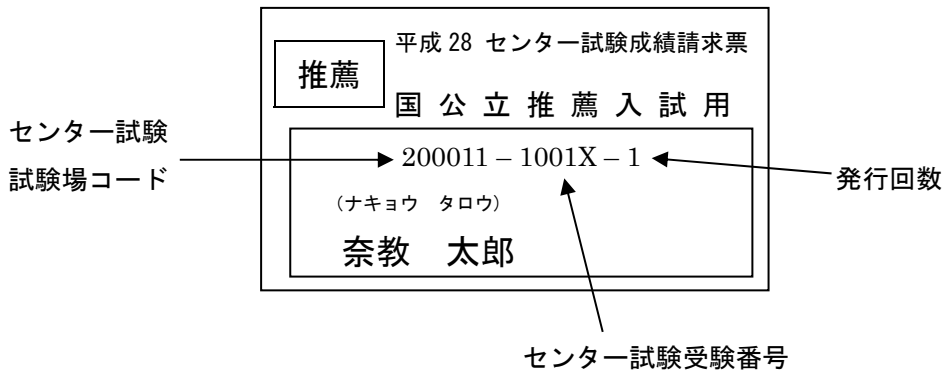 平成 28 センター試験成績請求票
推薦
国公立推薦入試用
センター試験
試験場コード
200011 – 1001X – 1
発行回数
（ナキョウ　タロウ）
奈教　太郎
センター試験受験番号